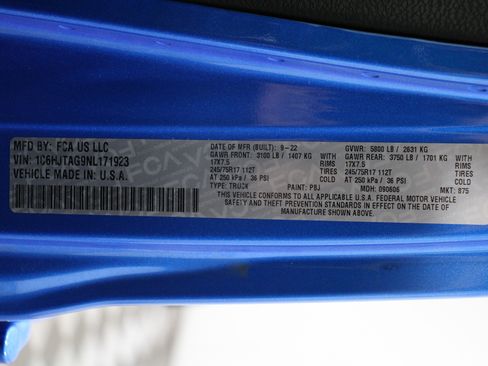 MFD BY: FCA US LLC
VIN: 1C6HJTAG9NL171923
VEHICLE MADE IN: U.S.A.
DATE OF MFR (BUILT): 9-22 GVWR: 5800 LB / 2631 KG
GAWR FRONT: 3100 LB / 1407 KG GAWR REAR: 3750 LB / 1701 KG
17X7.5 RIMS 17X7.5 RIMS
245/75R17 112T TIRES 245/75R17 112T TIRES
AT 250 kPa / 36 PSI COLD AT 250 kPa / 36 PSI COLD
TYPE: TRUCK PAINT: PBJ MDH: 090806 MKT: 875
THIS VEHICLE CONFORMS TO ALL APPLICABLE U.S.A. FEDERAL MOTOR VEHICLE
SAFETY AND THEFT PREVENTION STANDARDS IN EFFECT ON THE DATE OF
MANUFACTURE SHOWN ABOVE.